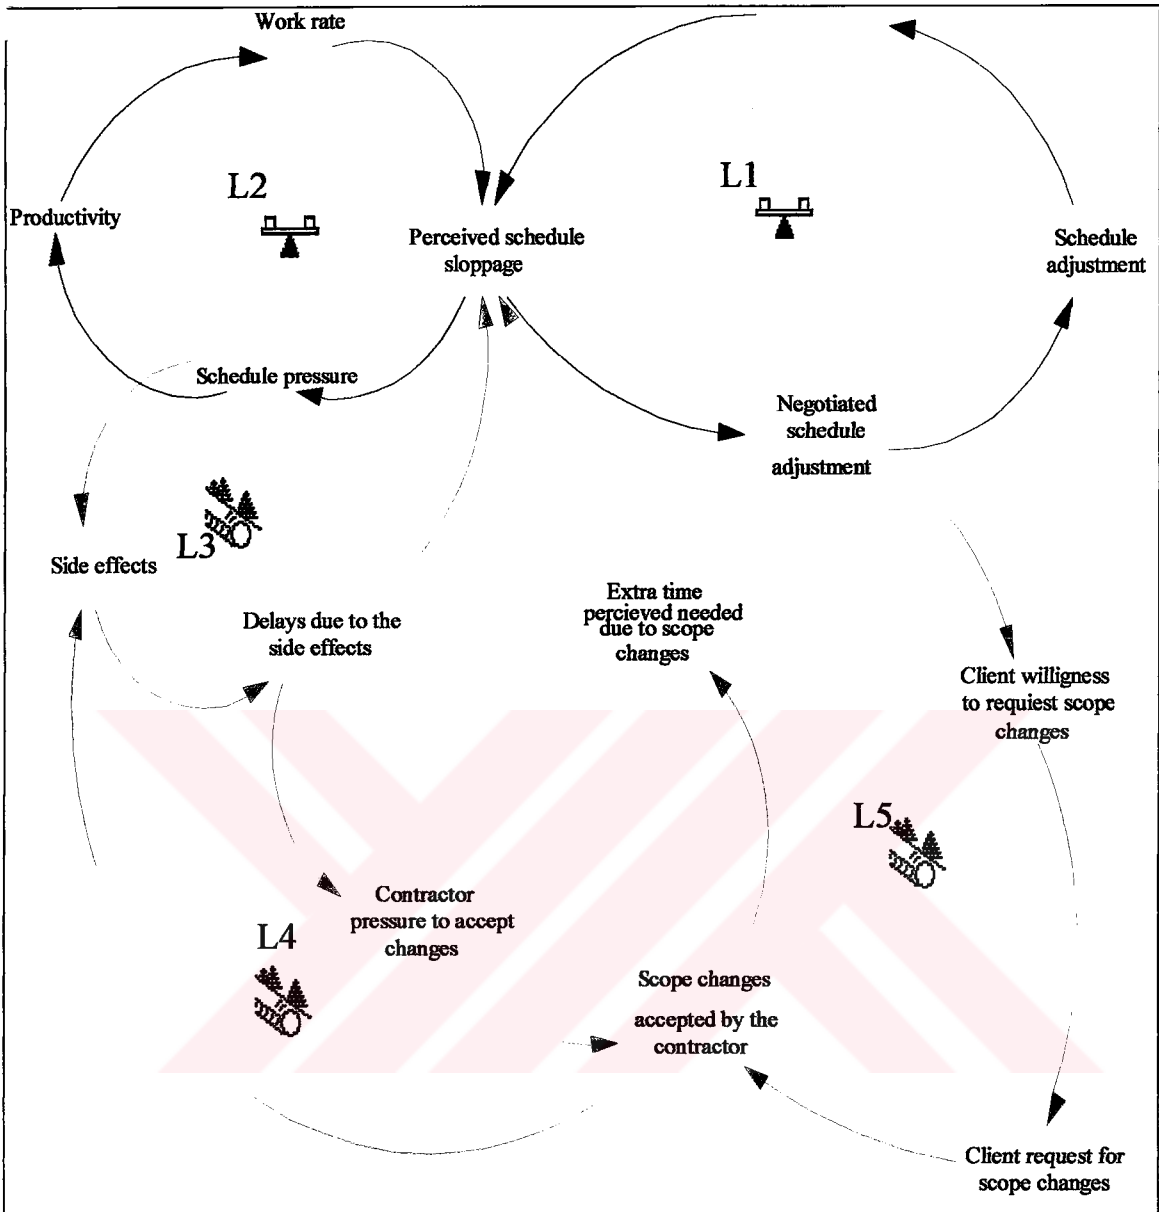 Work rate
L2
L1
Productivity
Perceived schedule
sloppage
Schedule
adjustment
Schedule pressure
Negotiated
schedule
adjustment
L3
Side effects
Delays due to the
side effects
Extra time
percieved needed
due to scope
changes
Client willigness
to requiest scope
changes
L5
Contractor
pressure to accept
changes
L4
Scope changes
accepted by the
contractor
Client request for
scope changes